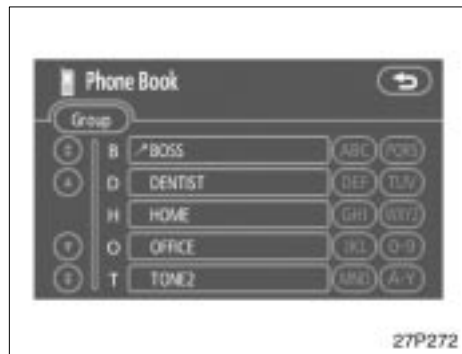 Phone Book
Group
B BOSS ABC PQRS
D DENTIST DEF TUV
H HOME GHI WXYZ
O OFFICE JKL 0-9
T TONE2 MNO
27P272